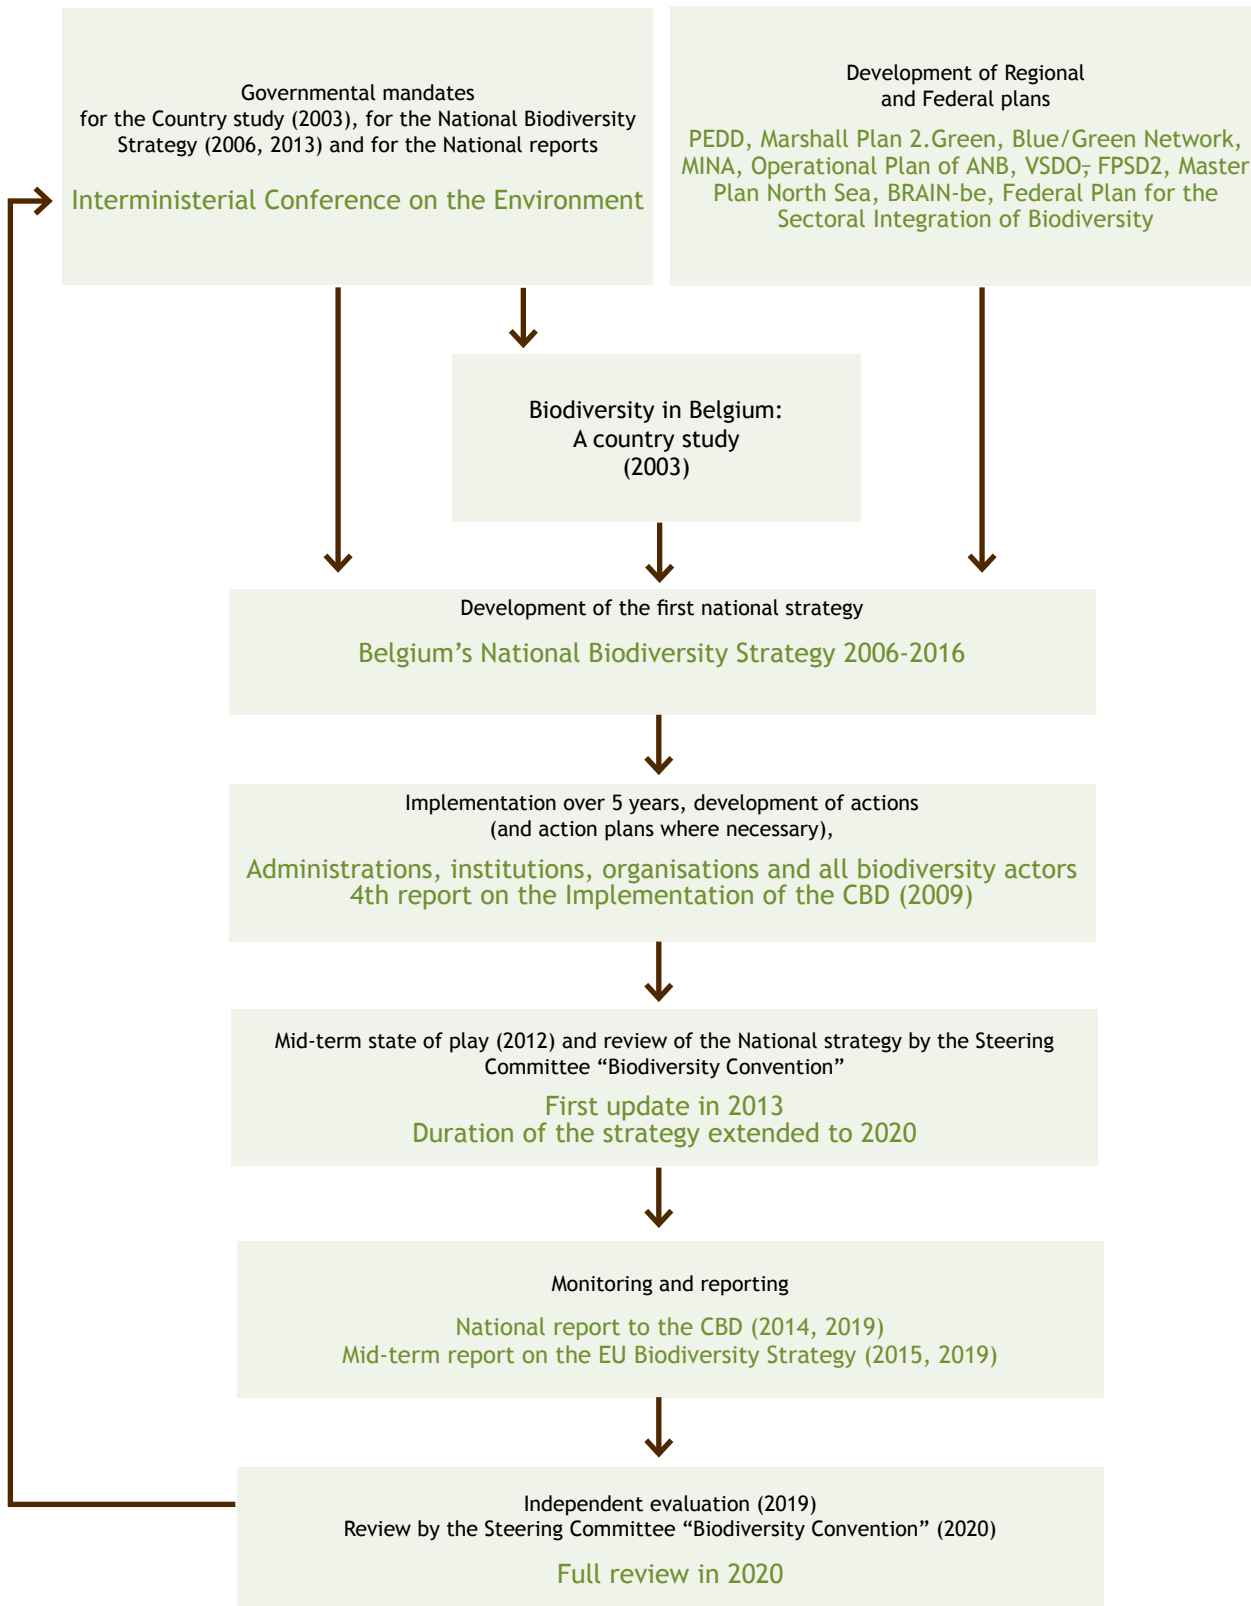 Governmental mandates
for the Country study (2003), for the National Biodiversity
Strategy (2006, 2013) and for the National reports
Interministerial Conference on the Environment
Development of Regional
and Federal plans
PEDD, Marshall Plan 2.Green, Blue/Green Network,
MINA, Operational Plan of ANB, VSDO, FPSD2, Master
Plan North Sea, BRAIN-be, Federal Plan for the
Sectoral Integration of Biodiversity
Biodiversity in Belgium:
A country study
(2003)
Development of the first national strategy
Belgium’s National Biodiversity Strategy 2006-2016
Implementation over 5 years, development of actions
(and action plans where necessary),
Administrations, institutions, organisations and all biodiversity actors
4th report on the Implementation of the CBD (2009)
Mid-term state of play (2012) and review of the National strategy by the Steering
Committee “Biodiversity Convention”
First update in 2013
Duration of the strategy extended to 2020
Monitoring and reporting
National report to the CBD (2014, 2019)
Mid-term report on the EU Biodiversity Strategy (2015, 2019)
Independent evaluation (2019)
Review by the Steering Committee “Biodiversity Convention” (2020)
Full review in 2020